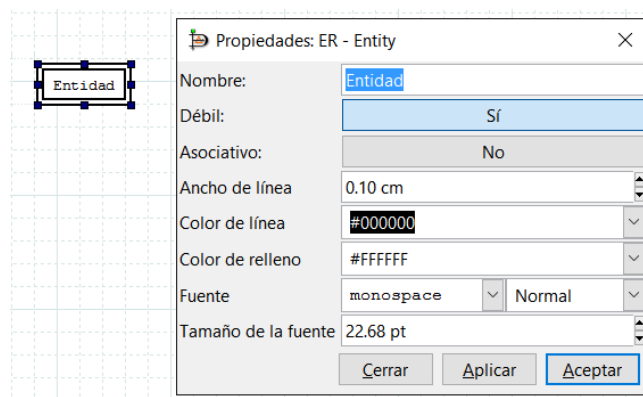 Propiedades: ER - Entity
Entidad
Nombre: Entidad
Débil: Sí
Asociativo: No
Ancho de línea 0.10 cm
Color de línea #000000
Color de relleno #FFFFFF
Fuente monospace Normal
Tamaño de la fuente 22.68 pt
Cerrar Aplicar Aceptar